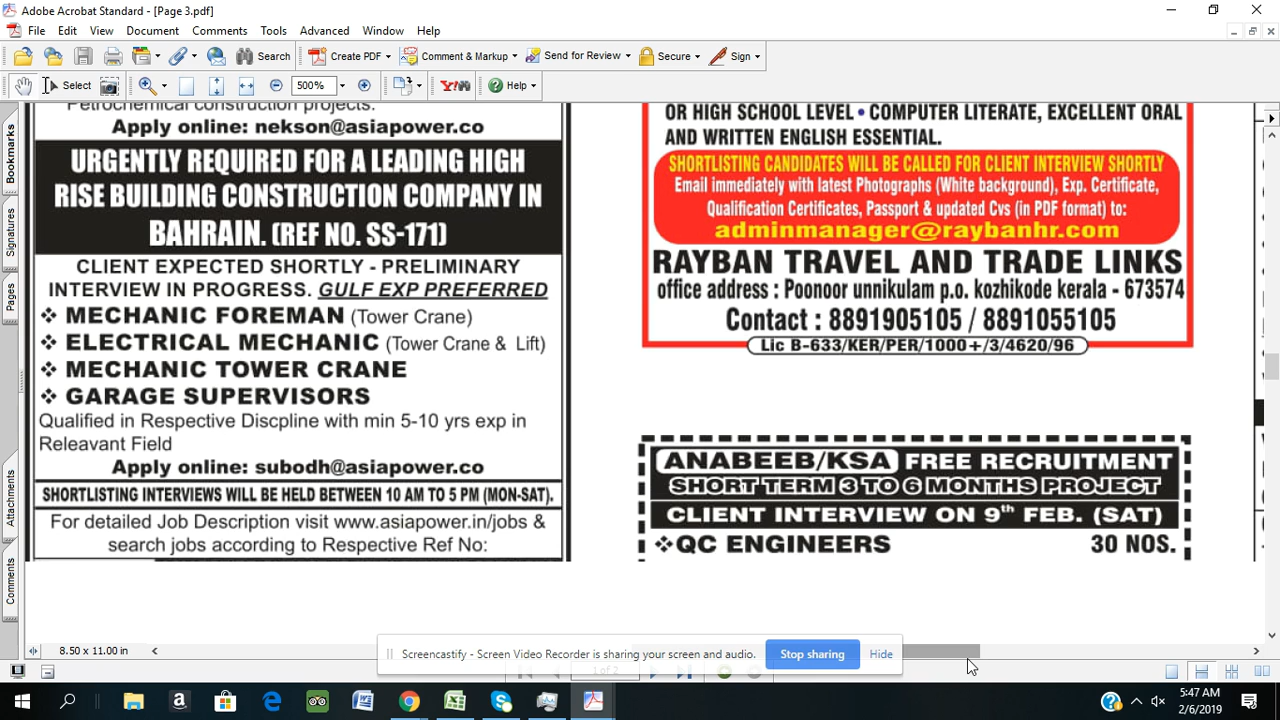 Adobe Acrobat Standard - [Page 3.pdf]
File Edit View Document Comments Tools Advanced Window Help
Search Create PDF Comment & Markup Send for Review Secure Sign
Select 500% Y! Help
Bookmarks
Signatures
Pages
Attachments
Comments
Petrochemical construction projects.
Apply online: nekson@asiapower.co
URGENTLY REQUIRED FOR A LEADING HIGH
RISE BUILDING CONSTRUCTION COMPANY IN
BAHRAIN. (REF NO. SS-171)
CLIENT EXPECTED SHORTLY - PRELIMINARY
INTERVIEW IN PROGRESS. GULF EXP PREFERRED
❖ MECHANIC FOREMAN (Tower Crane)
❖ ELECTRICAL MECHANIC (Tower Crane & Lift)
❖ MECHANIC TOWER CRANE
❖ GARAGE SUPERVISORS
Qualified in Respective Discpline with min 5-10 yrs exp in
Releavant Field
Apply online: subodh@asiapower.co
SHORTLISTING INTERVIEWS WILL BE HELD BETWEEN 10 AM TO 5 PM (MON-SAT).
For detailed Job Description visit www.asiapower.in/jobs &
search jobs according to Respective Ref No:
OR HIGH SCHOOL LEVEL • COMPUTER LITERATE, EXCELLENT ORAL
AND WRITTEN ENGLISH ESSENTIAL.
SHORTLISTING CANDIDATES WILL BE CALLED FOR CLIENT INTERVIEW SHORTLY
Email immediately with latest Photographs (White background), Exp. Certificate,
Qualification Certificates, Passport & updated Cvs (in PDF format) to:
adminmanager@raybanhr.com
RAYBAN TRAVEL AND TRADE LINKS
office address : Poonoor unnikulam p.o. kozhikode kerala - 673574
Contact : 8891905105 / 8891055105
Lic B-633/KER/PER/1000+/3/4620/96
ANABEEB/KSA FREE RECRUITMENT
SHORT TERM 3 TO 6 MONTHS PROJECT
CLIENT INTERVIEW ON 9th FEB. (SAT)
❖QC ENGINEERS 30 NOS.
8.50 x 11.00 in
Screencastify - Screen Video Recorder is sharing your screen and audio. Stop sharing Hide
1 of 2
5:47 AM
2/6/2019